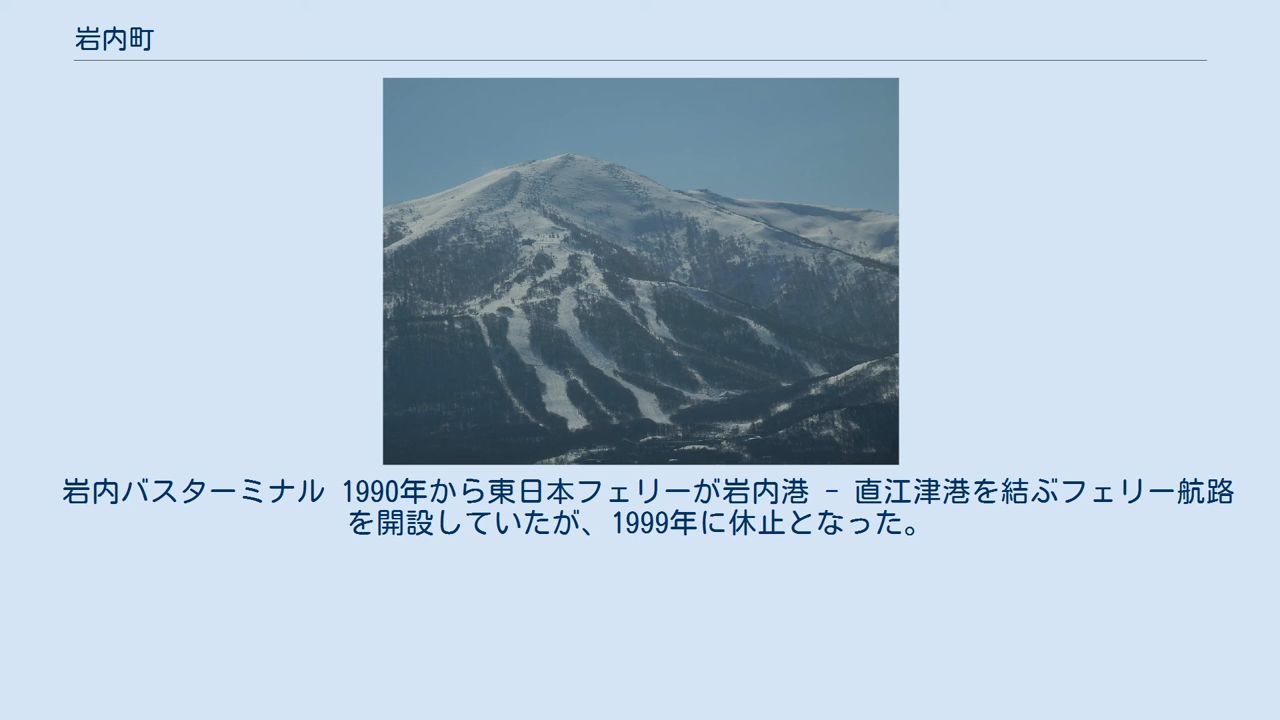 岩内町
岩内バスターミナル 1990年から東日本フェリーが岩内港 - 直江津港を結ぶフェリー航路
を開設していたが、1999年に休止となった。